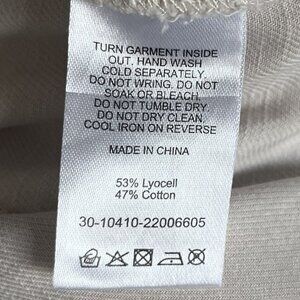 TURN GARMENT INSIDE
OUT. HAND WASH
COLD SEPARATELY.
DO NOT WRING. DO NOT
SOAK OR BLEACH.
DO NOT TUMBLE DRY.
DO NOT DRY CLEAN.
COOL IRON ON REVERSE
MADE IN CHINA
53% Lyocell
47% Cotton
30-10410-22006605